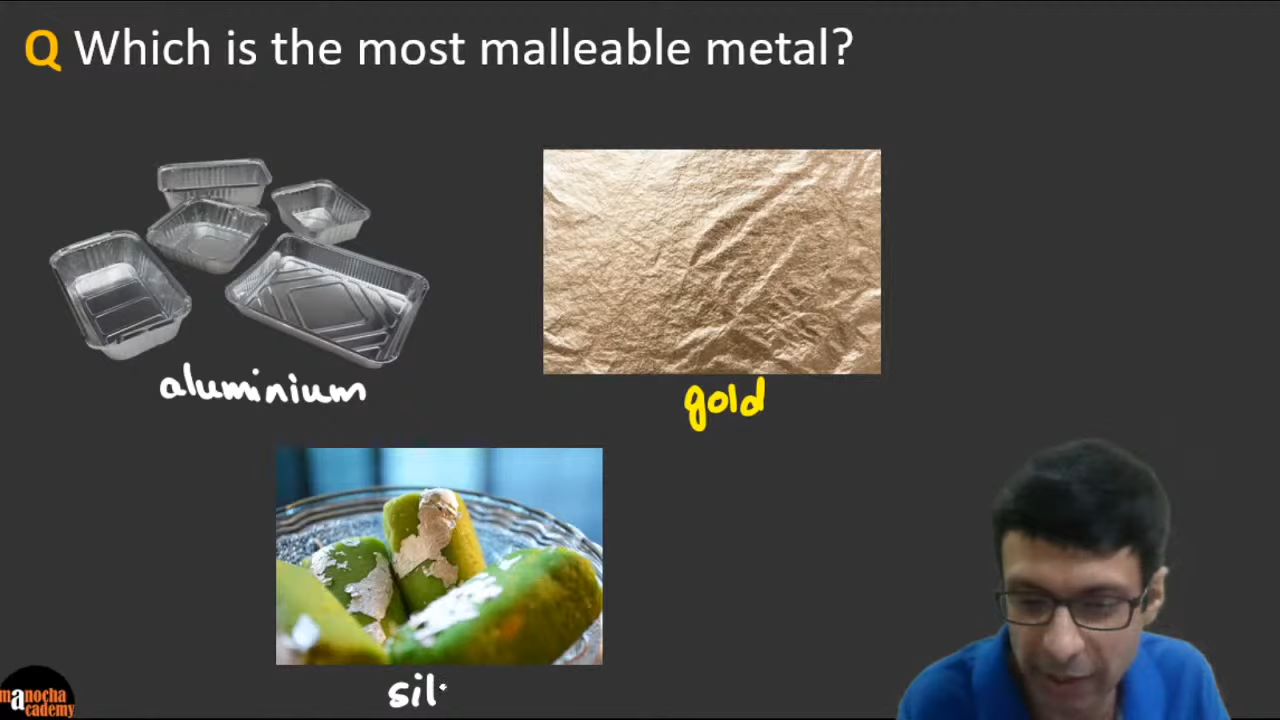 Q Which is the most malleable metal?
aluminium
gold
sil
manocha
academy